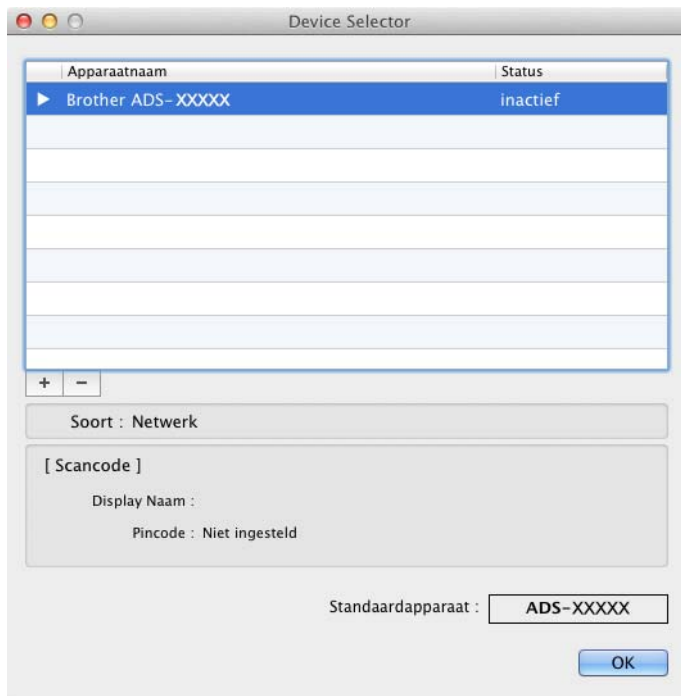 Device Selector
Apparaatnaam Status
Brother ADS-XXXXX inactief
+ −
Soort : Netwerk
[ Scancode ]
Display Naam :
Pincode : Niet ingesteld
Standaardapparaat : ADS-XXXXX
OK